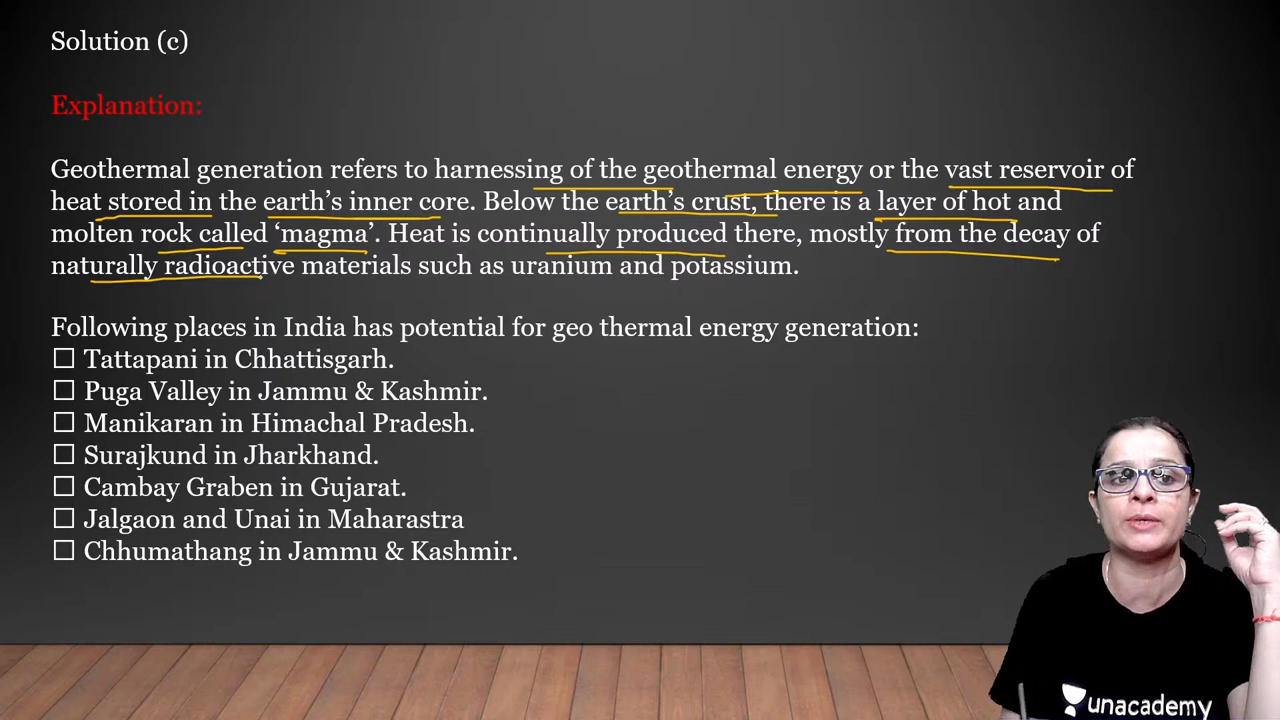 Solution (c)
Explanation:
Geothermal generation refers to harnessing of the geothermal energy or the vast reservoir of
heat stored in the earth’s inner core. Below the earth’s crust, there is a layer of hot and
molten rock called ‘magma’. Heat is continually produced there, mostly from the decay of
naturally radioactive materials such as uranium and potassium.
Following places in India has potential for geo thermal energy generation:
☐ Tattapani in Chhattisgarh.
☐ Puga Valley in Jammu & Kashmir.
☐ Manikaran in Himachal Pradesh.
☐ Surajkund in Jharkhand.
☐ Cambay Graben in Gujarat.
☐ Jalgaon and Unai in Maharastra
☐ Chhumathang in Jammu & Kashmir.
unacademy